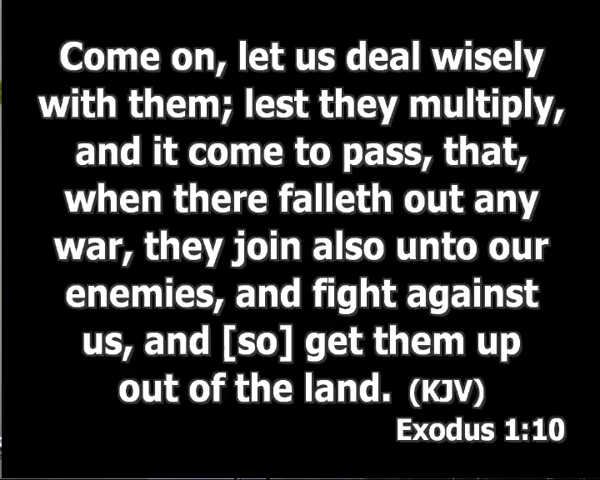 Come on, let us deal wisely
with them; lest they multiply,
and it come to pass, that,
when there falleth out any
war, they join also unto our
enemies, and fight against
us, and [so] get them up
out of the land. (KJV)
Exodus 1:10